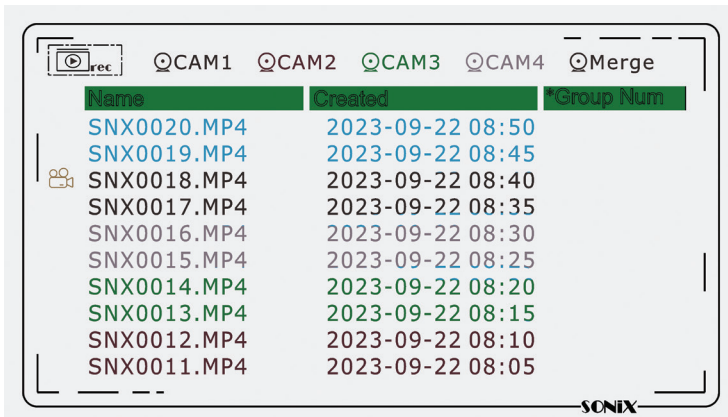 rec CAM1 CAM2 CAM3 CAM4 Merge
Name Created *Group Num
SNX0020.MP4 2023-09-22 08:50
SNX0019.MP4 2023-09-22 08:45
SNX0018.MP4 2023-09-22 08:40
SNX0017.MP4 2023-09-22 08:35
SNX0016.MP4 2023-09-22 08:30
SNX0015.MP4 2023-09-22 08:25
SNX0014.MP4 2023-09-22 08:20
SNX0013.MP4 2023-09-22 08:15
SNX0012.MP4 2023-09-22 08:10
SNX0011.MP4 2023-09-22 08:05
SONiX